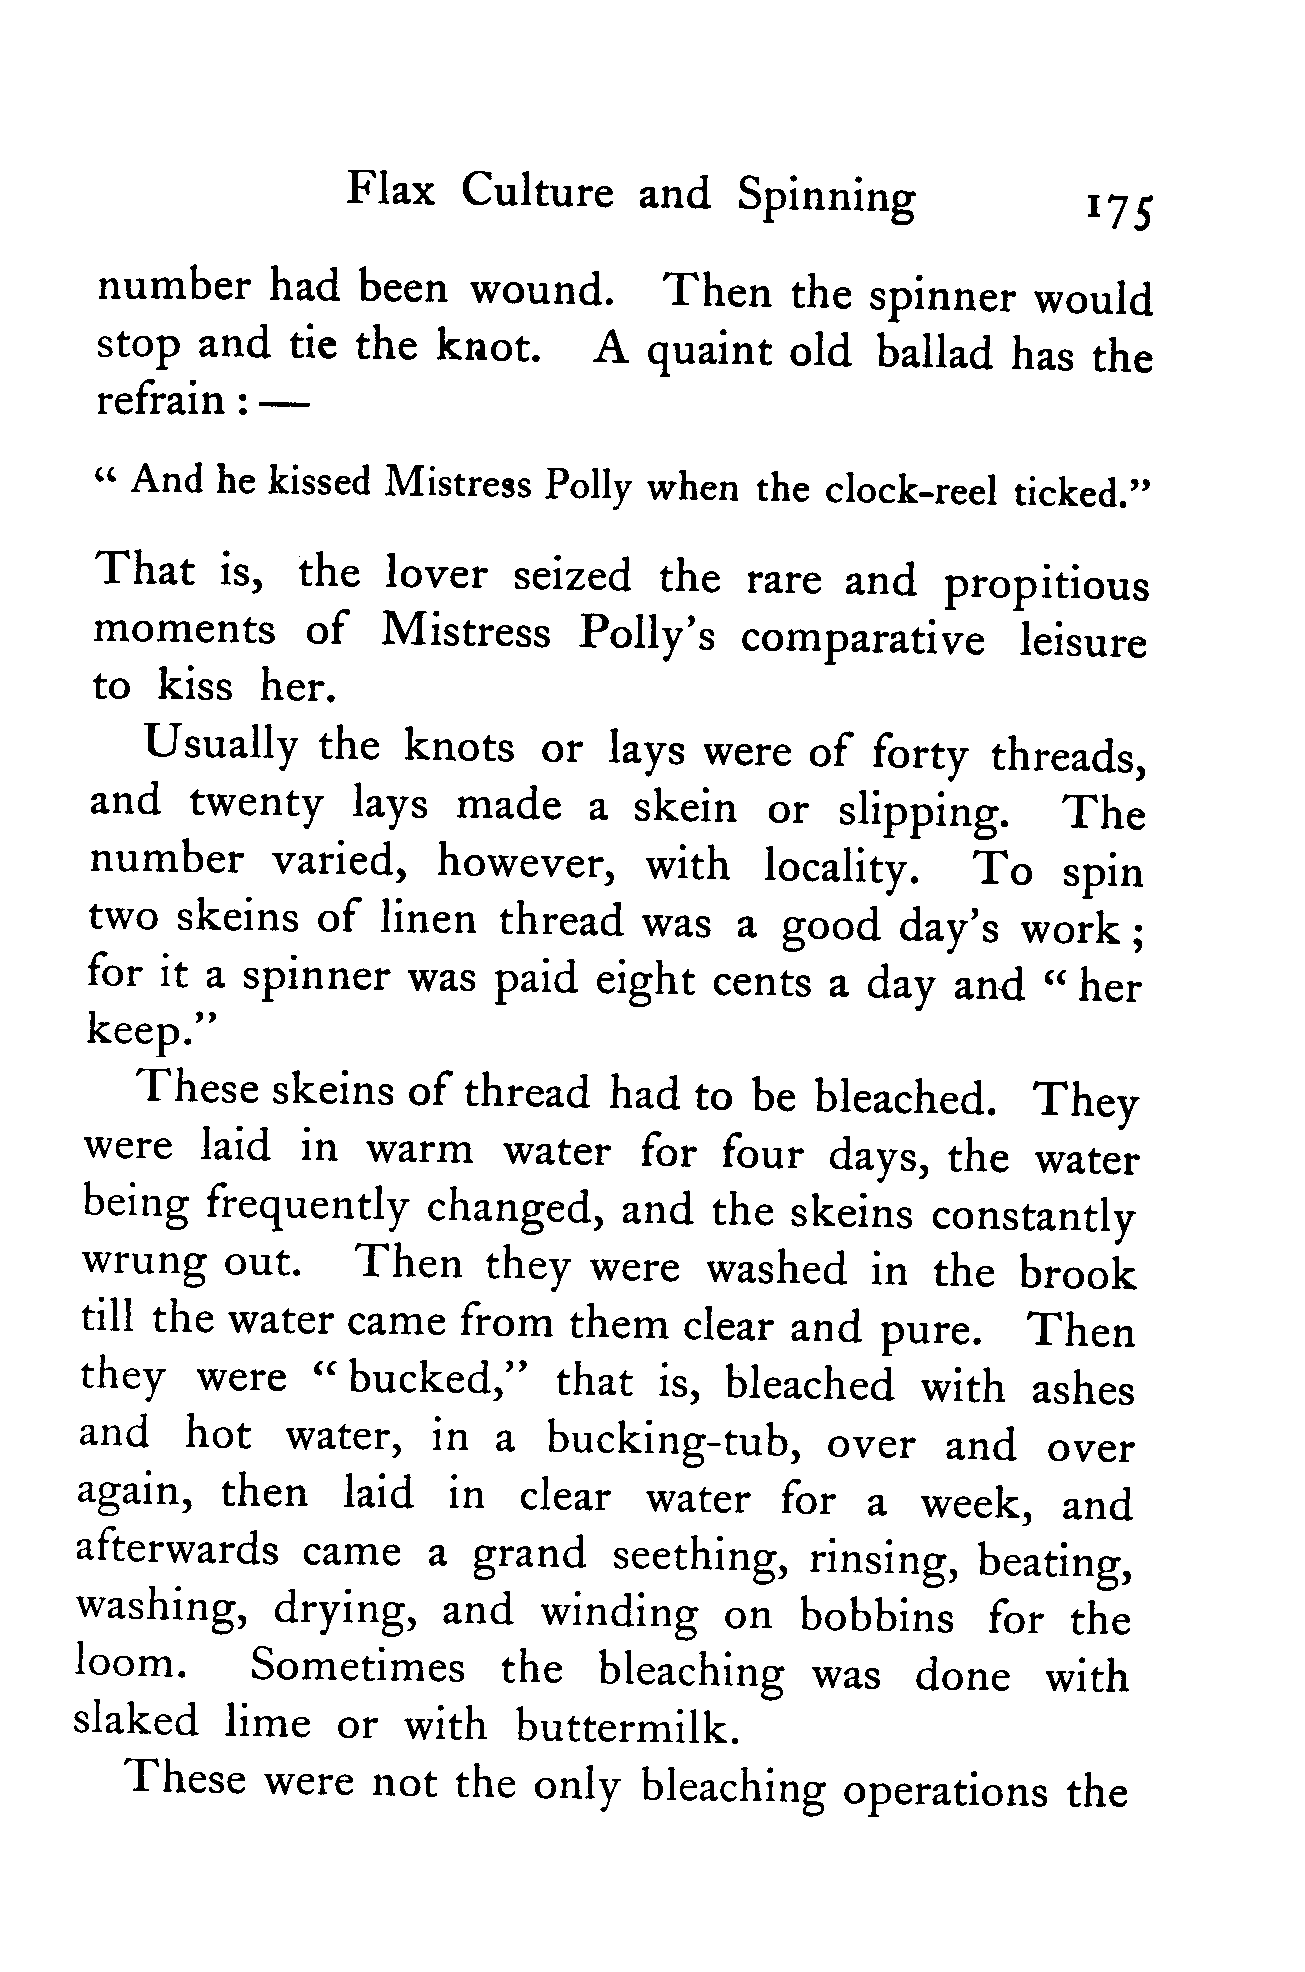 Flax Culture and Spinning 175
number had been wound. Then the spinner would
stop and tie the knot. A quaint old ballad has the
refrain : —
“ And he kissed Mistress Polly when the clock-reel ticked.”
That is, the lover seized the rare and propitious
moments of Mistress Polly’s comparative leisure
to kiss her.
Usually the knots or lays were of forty threads,
and twenty lays made a skein or slipping. The
number varied, however, with locality. To spin
two skeins of linen thread was a good day’s work ;
for it a spinner was paid eight cents a day and “ her
keep.”
These skeins of thread had to be bleached. They
were laid in warm water for four days, the water
being frequently changed, and the skeins constantly
wrung out. Then they were washed in the brook
till the water came from them clear and pure. Then
they were “ bucked,” that is, bleached with ashes
and hot water, in a bucking-tub, over and over
again, then laid in clear water for a week, and
afterwards came a grand seething, rinsing, beating,
washing, drying, and winding on bobbins for the
loom. Sometimes the bleaching was done with
slaked lime or with buttermilk.
These were not the only bleaching operations the